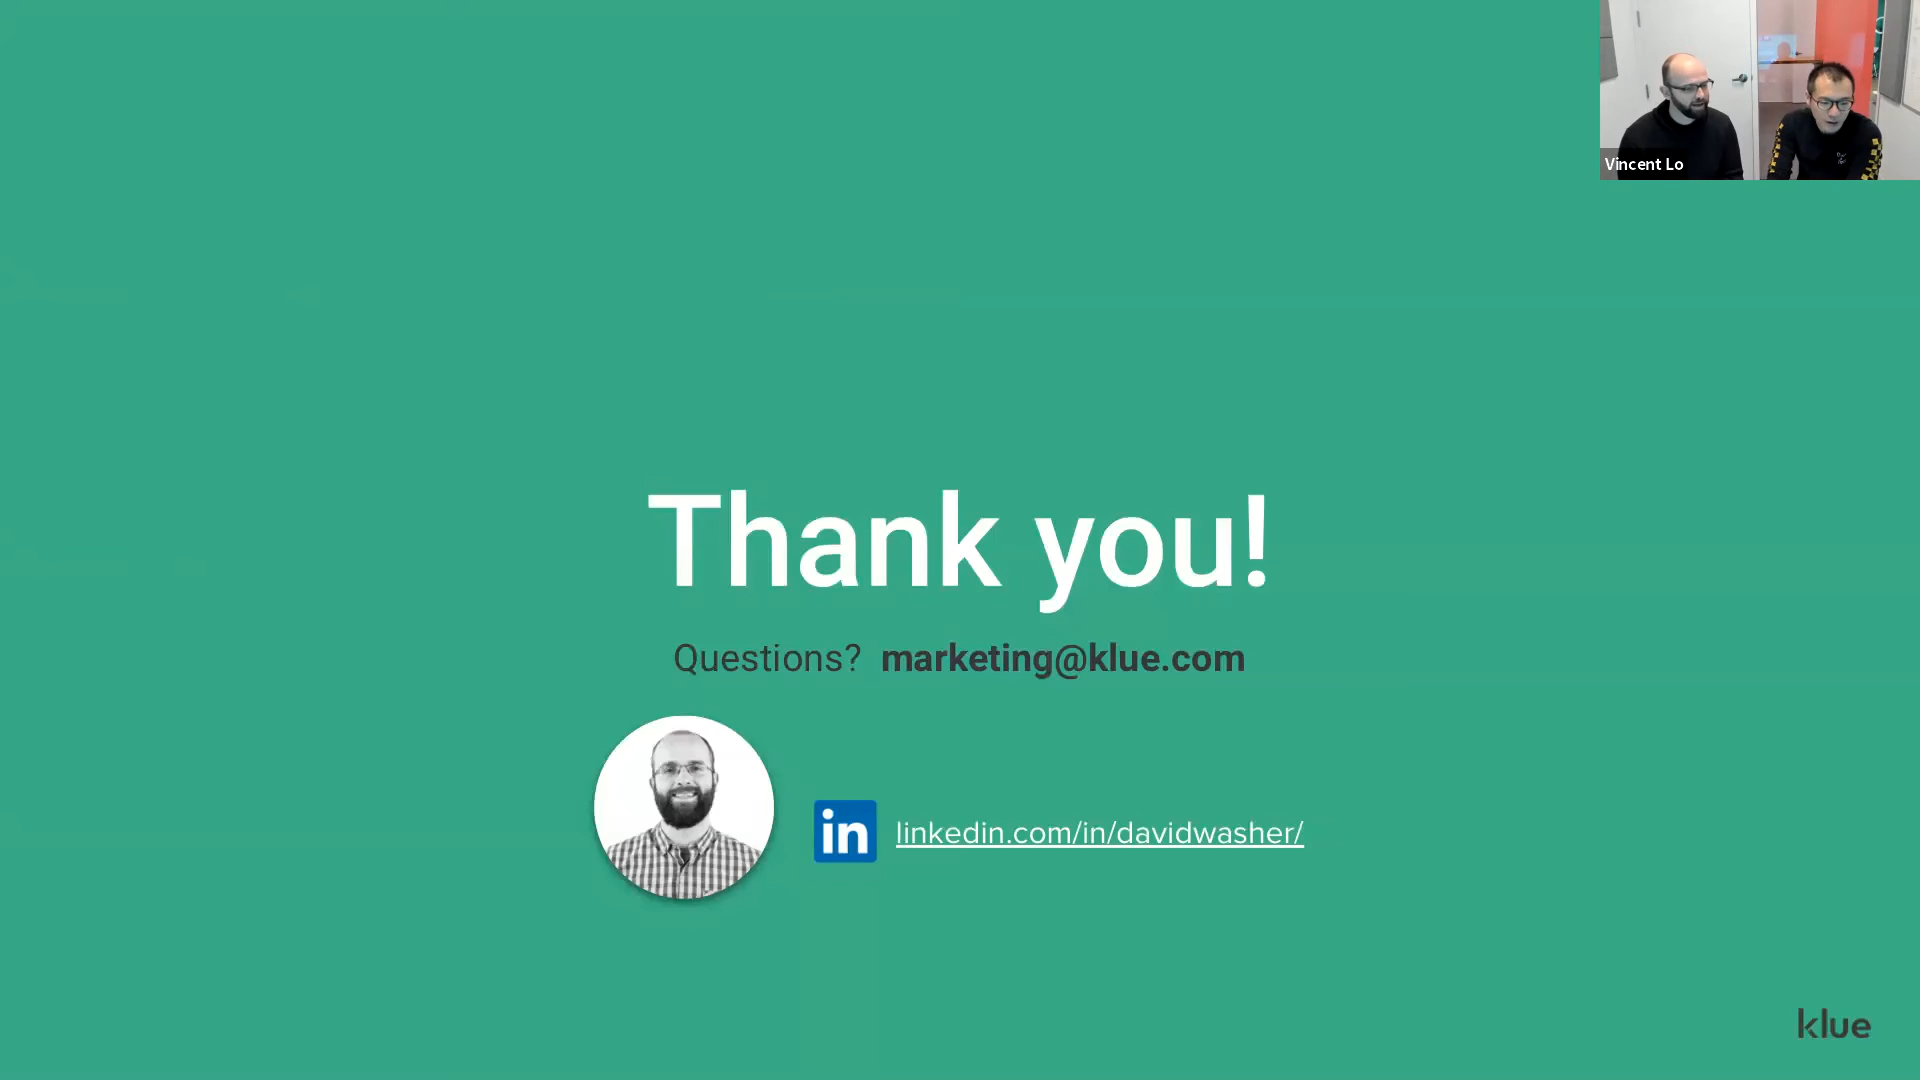 Vincent Lo
Thank you!
Questions? marketing@klue.com
in linkedin.com/in/davidwasher/
klue